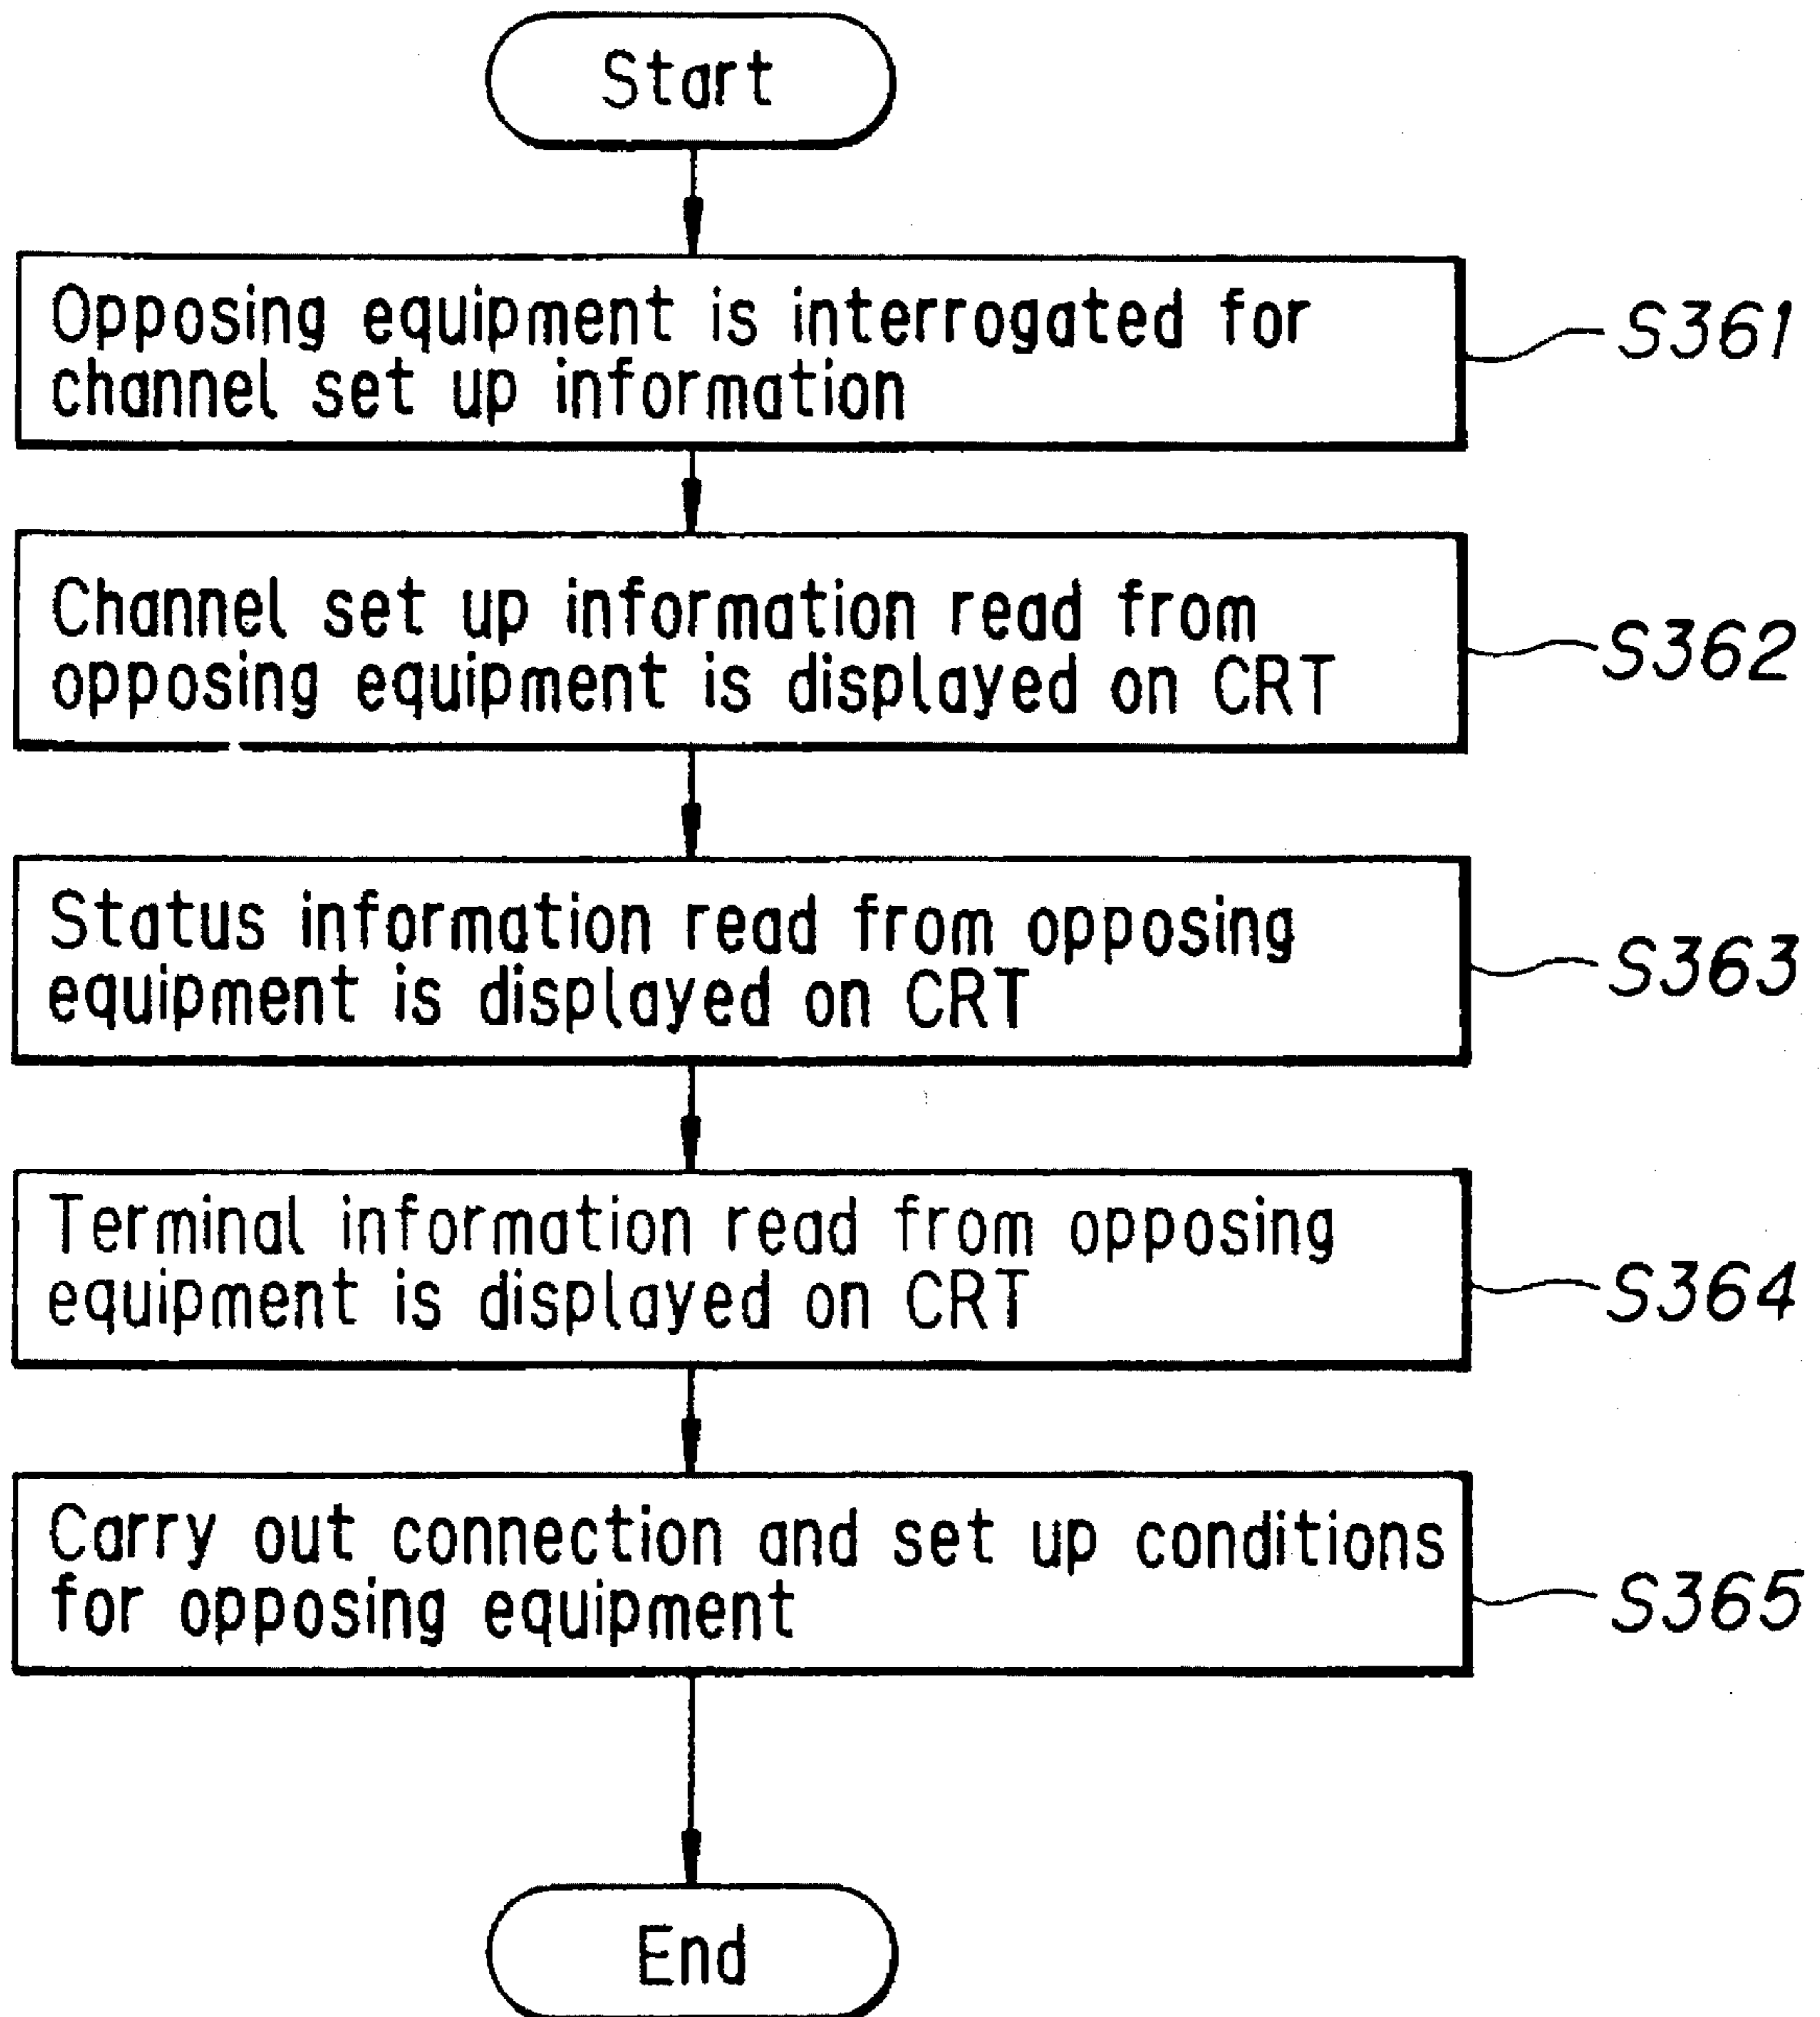 Start
Opposing equipment is interrogated for
channel set up information
S361
Channel set up information read from
opposing equipment is displayed on CRT
S362
Status information read from opposing
equipment is displayed on CRT
S363
Terminal information read from opposing
equipment is displayed on CRT
S364
Carry out connection and set up conditions
for opposing equipment
S365
End